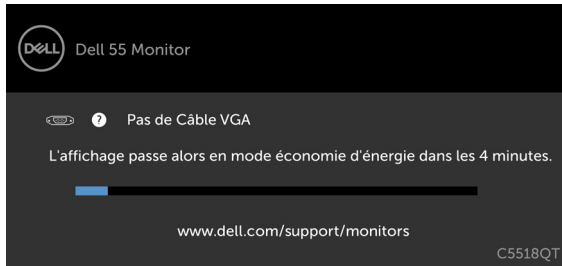 DELL
Dell 55 Monitor
? Pas de Câble VGA
L'affichage passe alors en mode économie d'énergie dans les 4 minutes.
www.dell.com/support/monitors
C5518QT